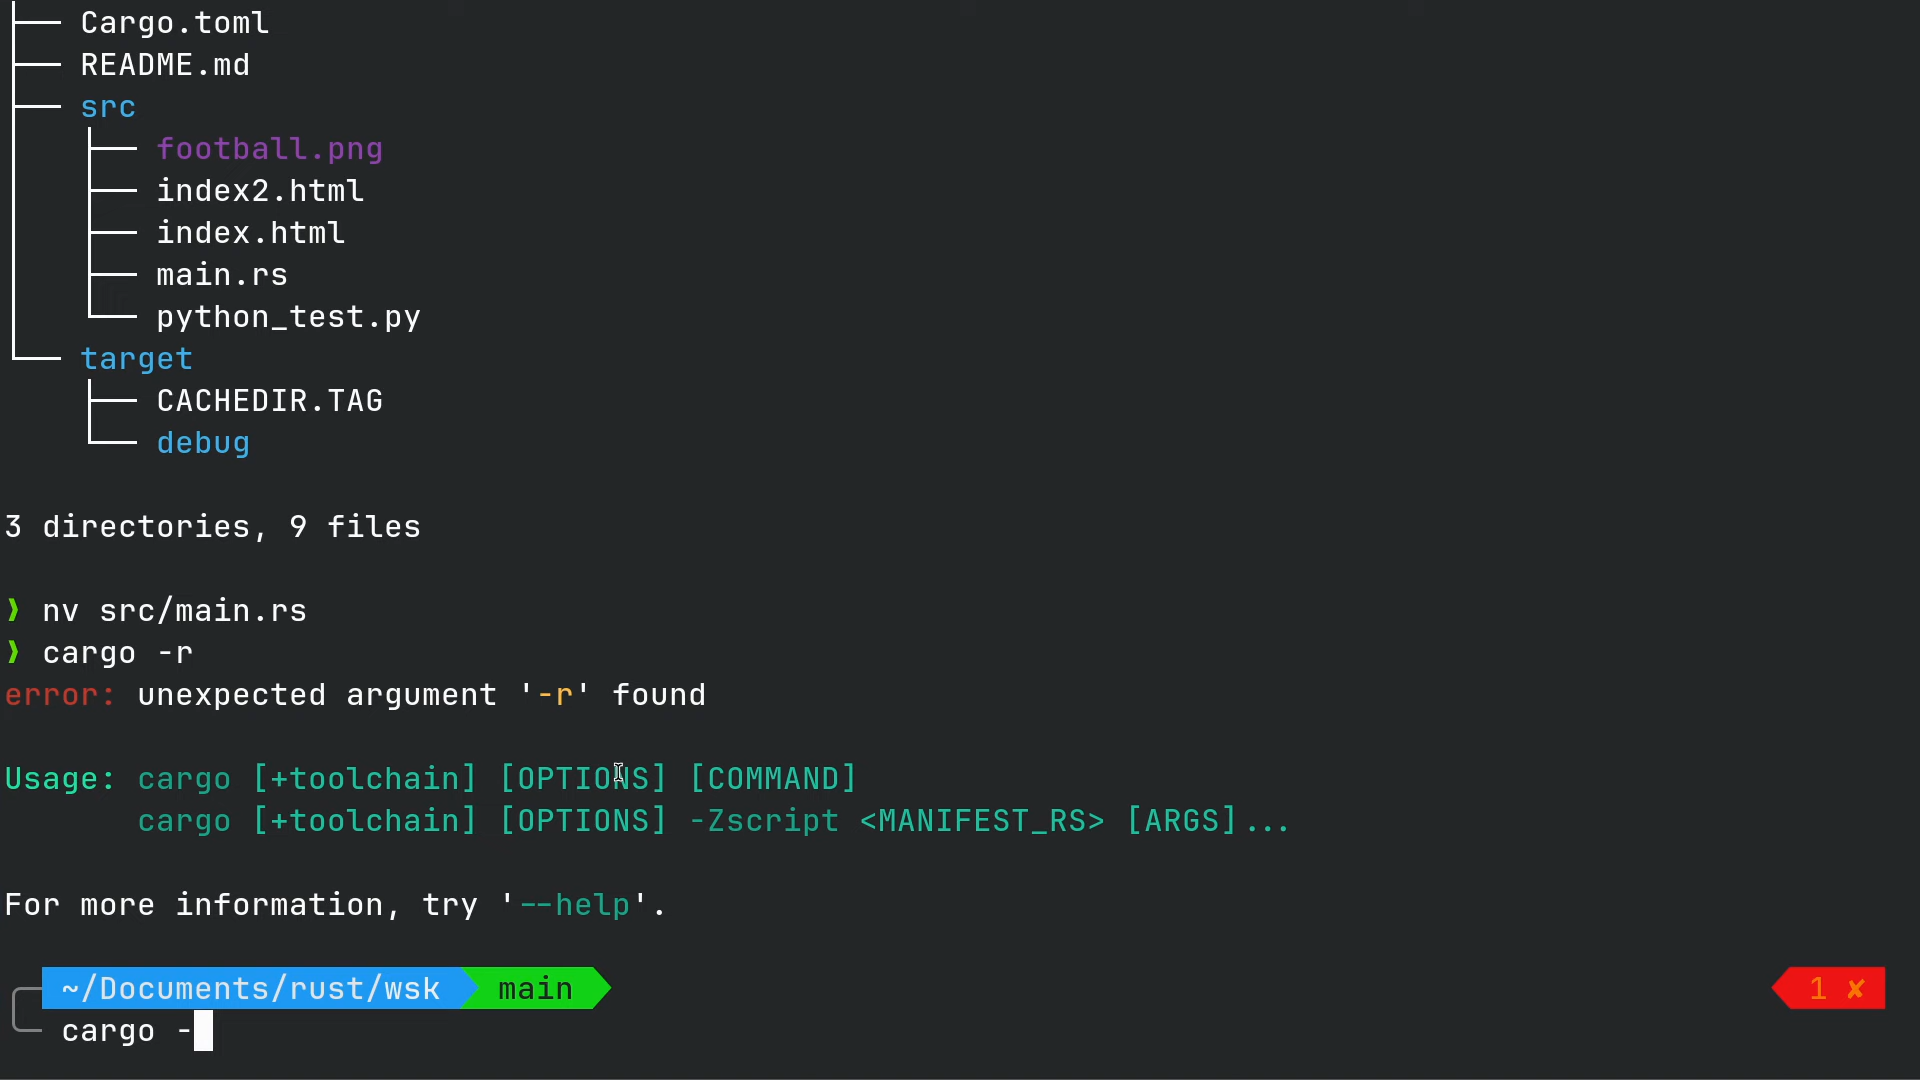 Cargo.toml
README.md
src
football.png
index2.html
index.html
main.rs
python_test.py
target
CACHEDIR.TAG
debug
3 directories, 9 files
❯ nv src/main.rs
❯ cargo -r
error: unexpected argument '-r' found
Usage: cargo [+toolchain] [OPTIONS] [COMMAND]
cargo [+toolchain] [OPTIONS] -Zscript <MANIFEST_RS> [ARGS]...
For more information, try '--help'.
~/Documents/rust/wsk main 1 ✘
cargo -